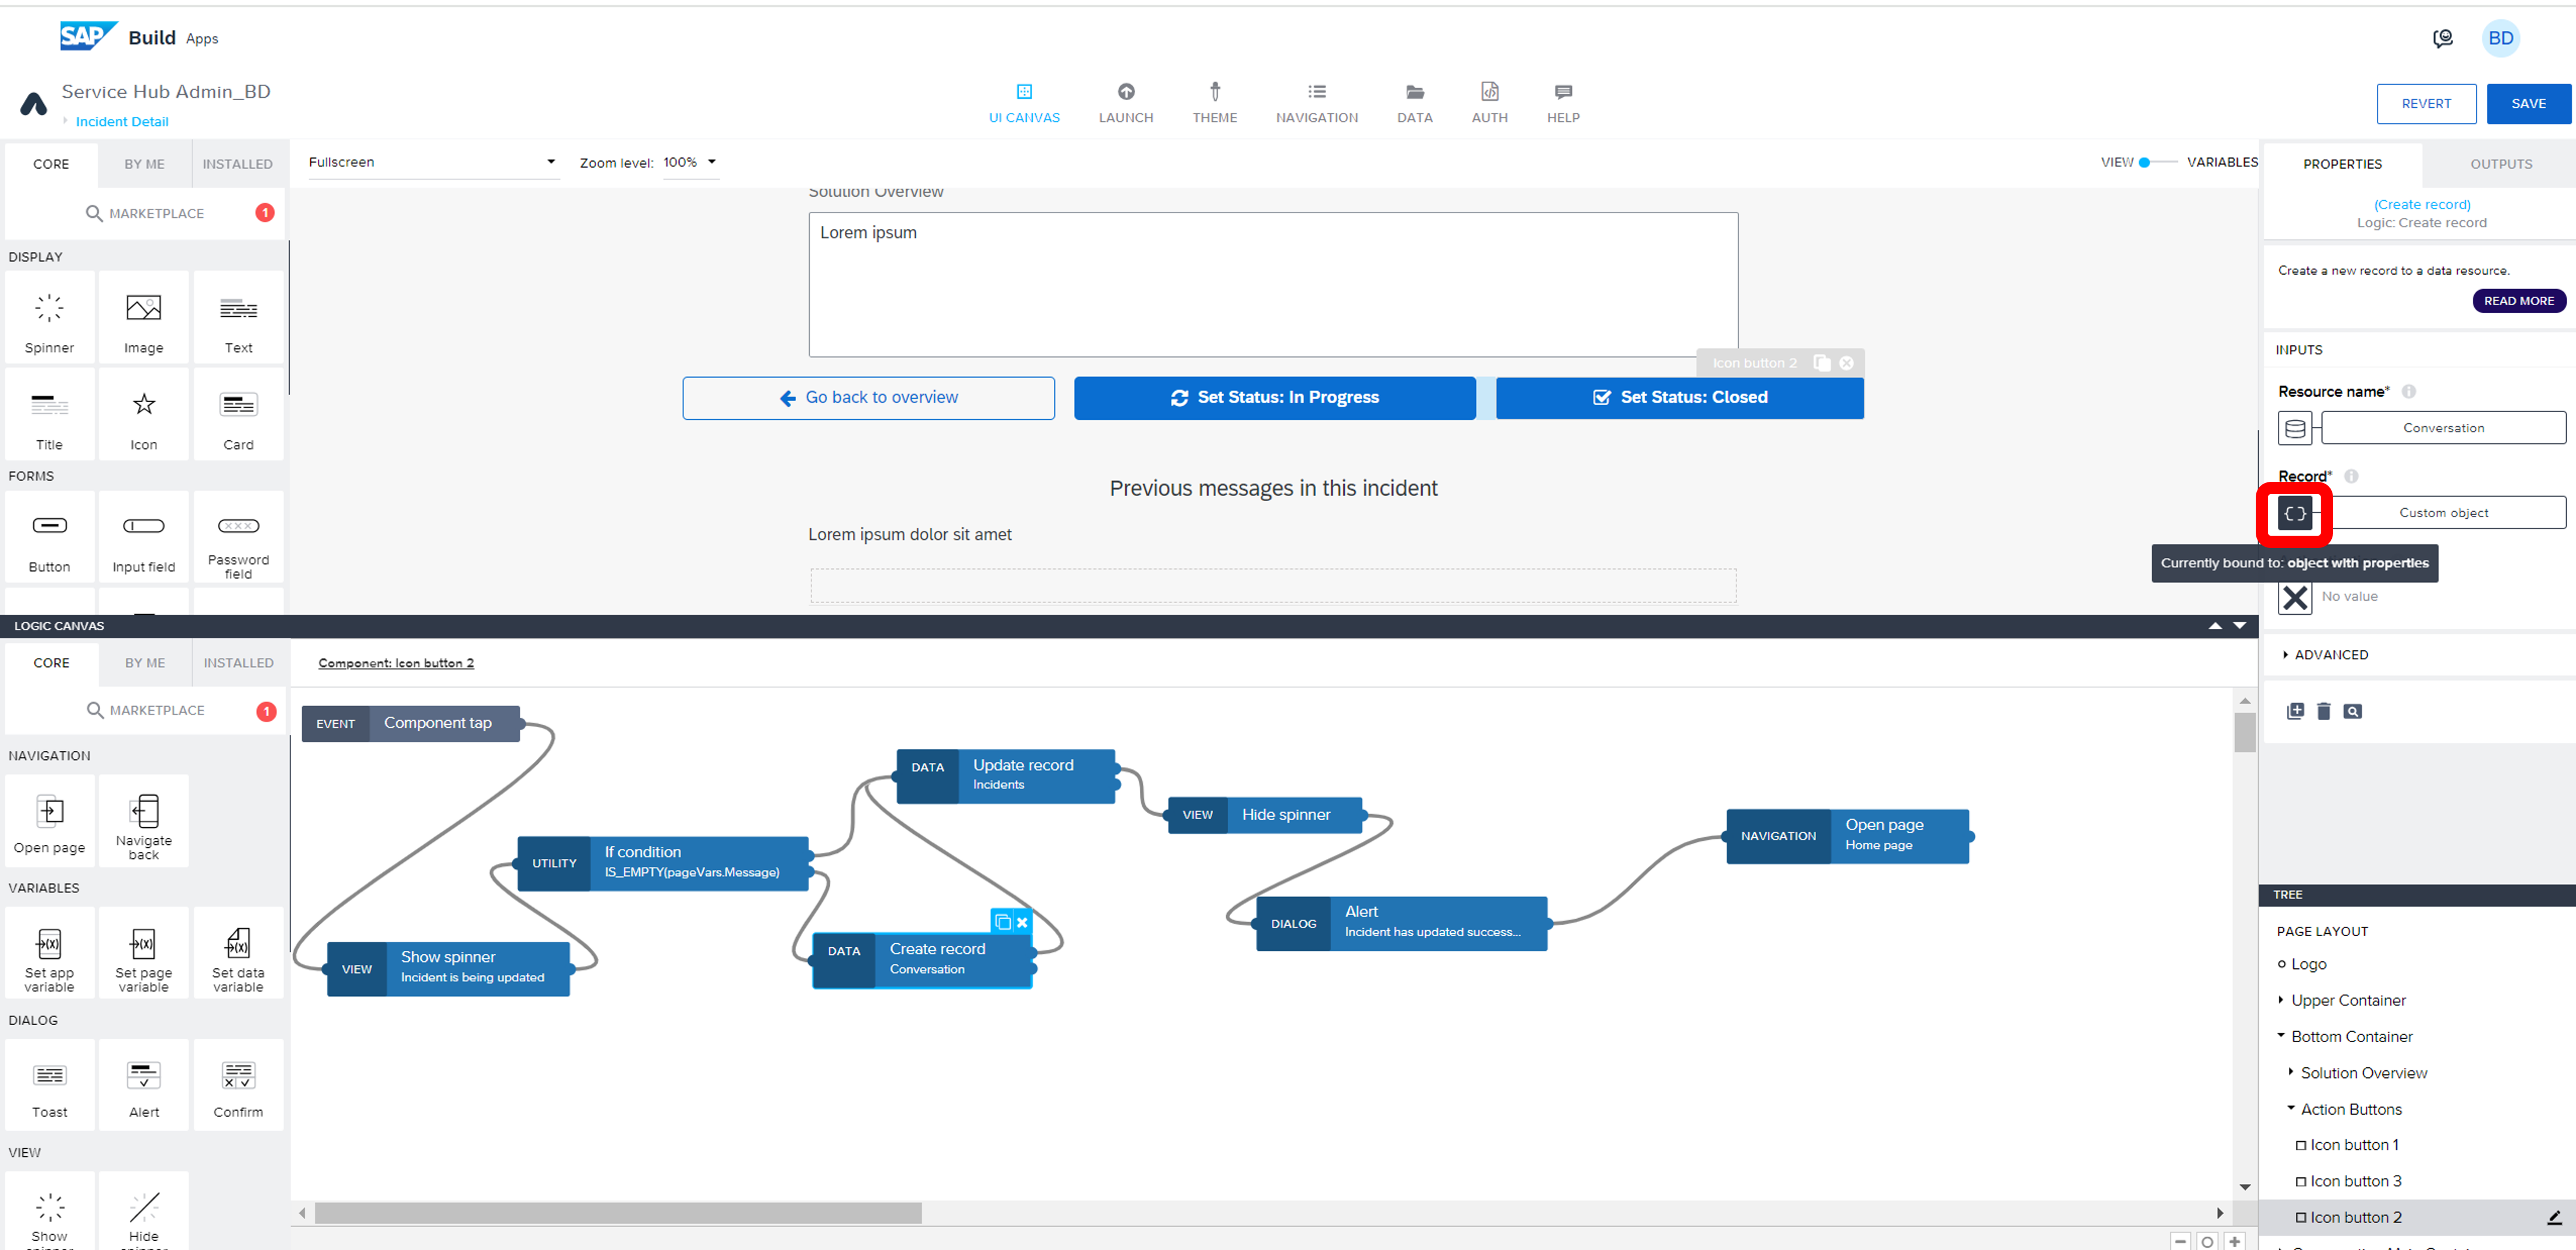 SAP Build Apps
BD
Service Hub Admin_BD
Incident Detail
UI CANVAS
LAUNCH
THEME
NAVIGATION
DATA
AUTH
HELP
REVERT
SAVE
CORE
BY ME
INSTALLED
MARKETPLACE
1
Fullscreen
Zoom level: 100%
VIEW
VARIABLES
PROPERTIES
OUTPUTS
DISPLAY
Spinner
Image
Text
Title
Icon
Card
FORMS
Button
Input field
Password
field
Solution Overview
Lorem ipsum
Icon button 2
Go back to overview
Set Status: In Progress
Set Status: Closed
Previous messages in this incident
Lorem ipsum dolor sit amet
(Create record)
Logic: Create record
Create a new record to a data resource.
READ MORE
INPUTS
Resource name*
Conversation
Record*
Custom object
Currently bound to: object with properties
No value
ADVANCED
LOGIC CANVAS
CORE
BY ME
INSTALLED
MARKETPLACE
1
Component: Icon button 2
NAVIGATION
Open page
Navigate
back
VARIABLES
Set app
variable
Set page
variable
Set data
variable
DIALOG
Toast
Alert
Confirm
VIEW
Show
Hide
EVENT
Component tap
VIEW
Show spinner
Incident is being updated
UTILITY
If condition
IS_EMPTY(pageVars.Message)
DATA
Update record
Incidents
DATA
Create record
Conversation
VIEW
Hide spinner
DIALOG
Alert
Incident has updated success...
NAVIGATION
Open page
Home page
TREE
PAGE LAYOUT
Logo
Upper Container
Bottom Container
Solution Overview
Action Buttons
Icon button 1
Icon button 3
Icon button 2